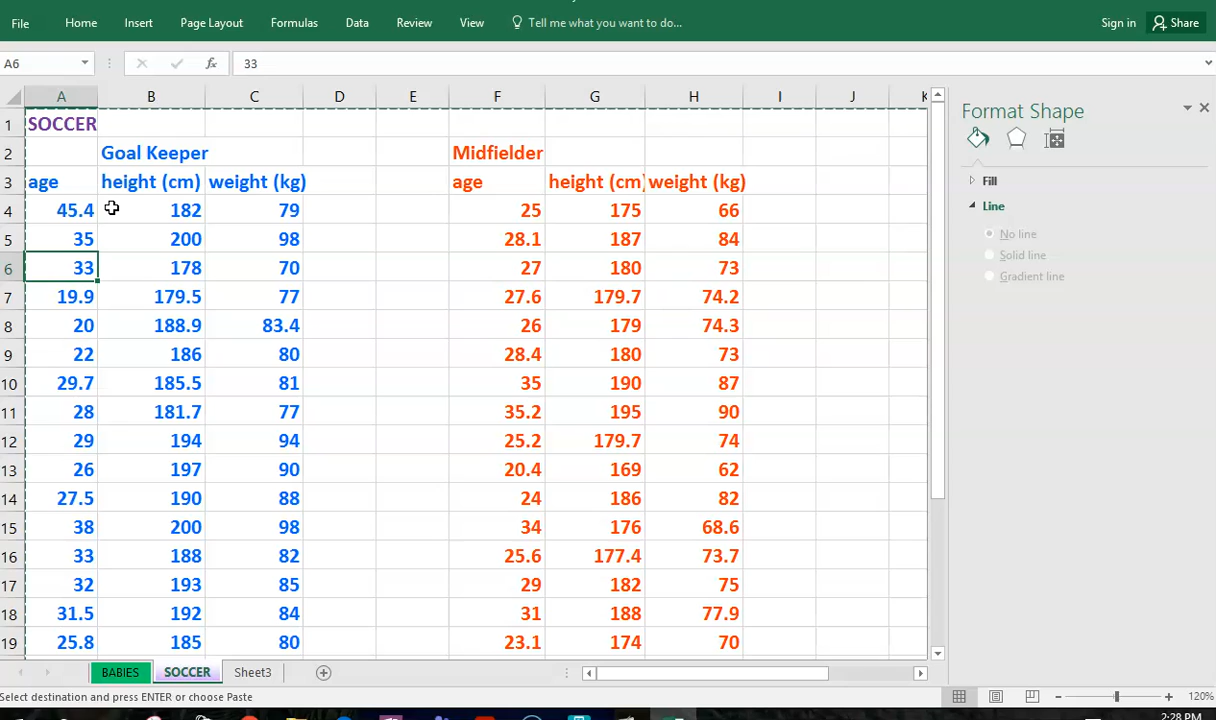 File Home Insert Page Layout Formulas Data Review View Tell me what you want to do... Sign in Share
A6 fx 33
A B C D E F G H I J K
1 SOCCER
2 Goal Keeper Midfielder
3 age height (cm) weight (kg) age height (cm) weight (kg)
4 45.4 182 79 25 175 66
5 35 200 98 28.1 187 84
6 33 178 70 27 180 73
7 19.9 179.5 77 27.6 179.7 74.2
8 20 188.9 83.4 26 179 74.3
9 22 186 80 28.4 180 73
10 29.7 185.5 81 35 190 87
11 28 181.7 77 35.2 195 90
12 29 194 94 25.2 179.7 74
13 26 197 90 20.4 169 62
14 27.5 190 88 24 186 82
15 38 200 98 34 176 68.6
16 33 188 82 25.6 177.4 73.7
17 32 193 85 29 182 75
18 31.5 192 84 31 188 77.9
19 25.8 185 80 23.1 174 70
Format Shape
Fill
Line
No line
Solid line
Gradient line
BABIES SOCCER Sheet3
Select destination and press ENTER or choose Paste 120%
2:28 PM